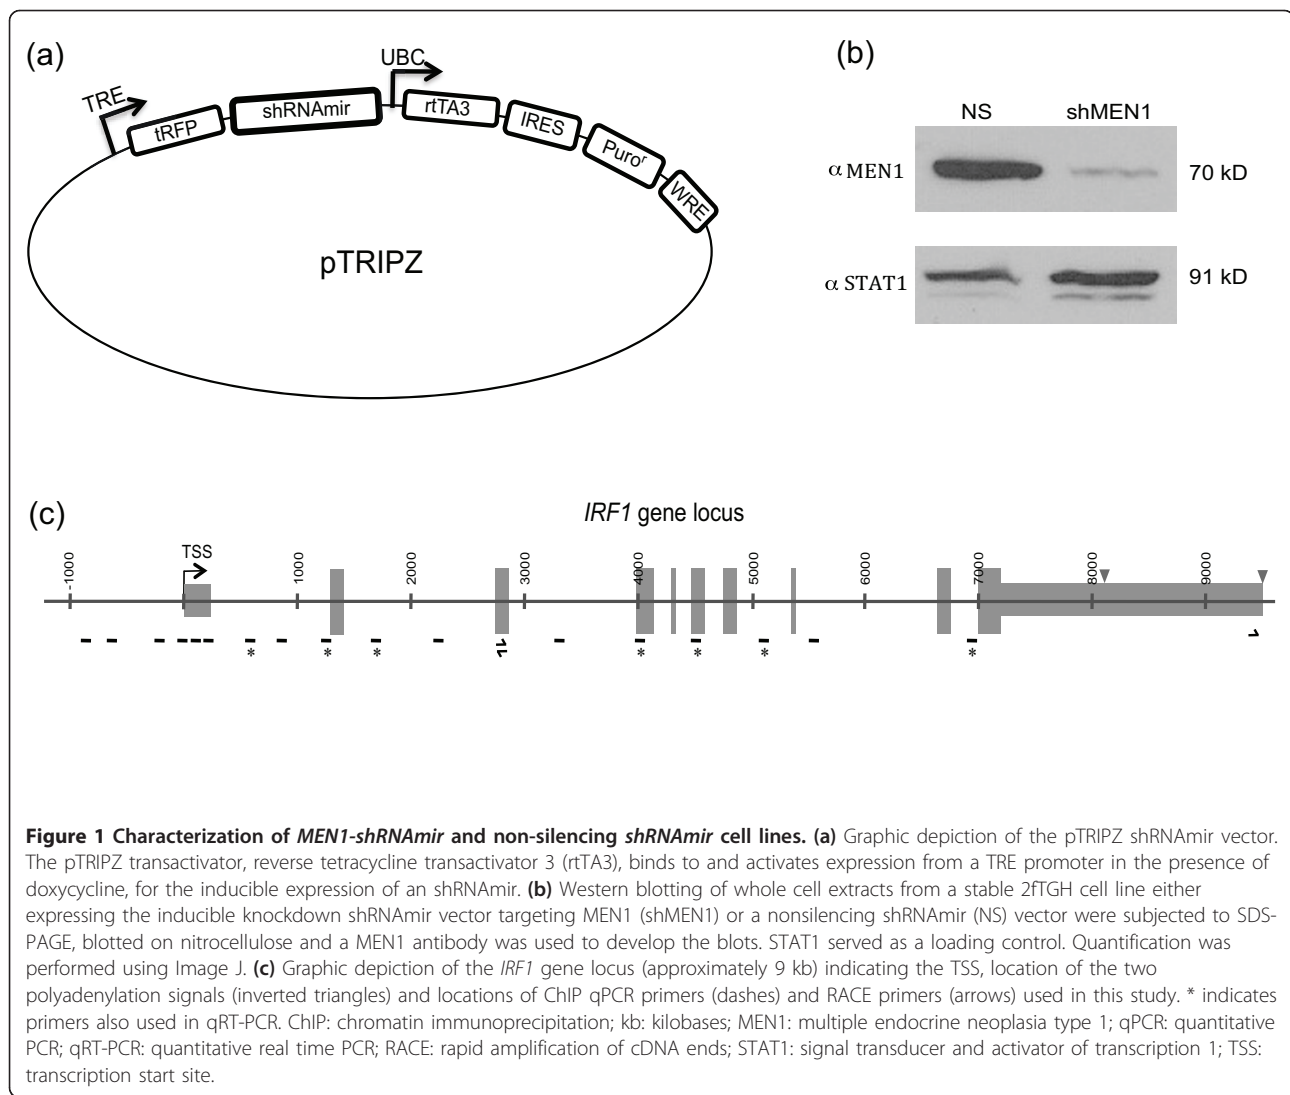 (a)
TRE
tRFP
shRNAmir
UBC
rtTA3
IRES
Puroʳ
WRE
pTRIPZ
(b)
NS shMEN1
α MEN1 70 kD
α STAT1 91 kD
(c)
IRF1 gene locus
-1000 TSS 1000 2000 3000 4000 5000 6000 7000 8000 9000
* * * * * * *
Figure 1 Characterization of MEN1-shRNAmir and non-silencing shRNAmir cell lines. (a) Graphic depiction of the pTRIPZ shRNAmir vector.
The pTRIPZ transactivator, reverse tetracycline transactivator 3 (rtTA3), binds to and activates expression from a TRE promoter in the presence of
doxycycline, for the inducible expression of an shRNAmir. (b) Western blotting of whole cell extracts from a stable 2fTGH cell line either
expressing the inducible knockdown shRNAmir vector targeting MEN1 (shMEN1) or a nonsilencing shRNAmir (NS) vector were subjected to SDS-
PAGE, blotted on nitrocellulose and a MEN1 antibody was used to develop the blots. STAT1 served as a loading control. Quantification was
performed using Image J. (c) Graphic depiction of the IRF1 gene locus (approximately 9 kb) indicating the TSS, location of the two
polyadenylation signals (inverted triangles) and locations of ChIP qPCR primers (dashes) and RACE primers (arrows) used in this study. * indicates
primers also used in qRT-PCR. ChIP: chromatin immunoprecipitation; kb: kilobases; MEN1: multiple endocrine neoplasia type 1; qPCR: quantitative
PCR; qRT-PCR: quantitative real time PCR; RACE: rapid amplification of cDNA ends; STAT1: signal transducer and activator of transcription 1; TSS:
transcription start site.